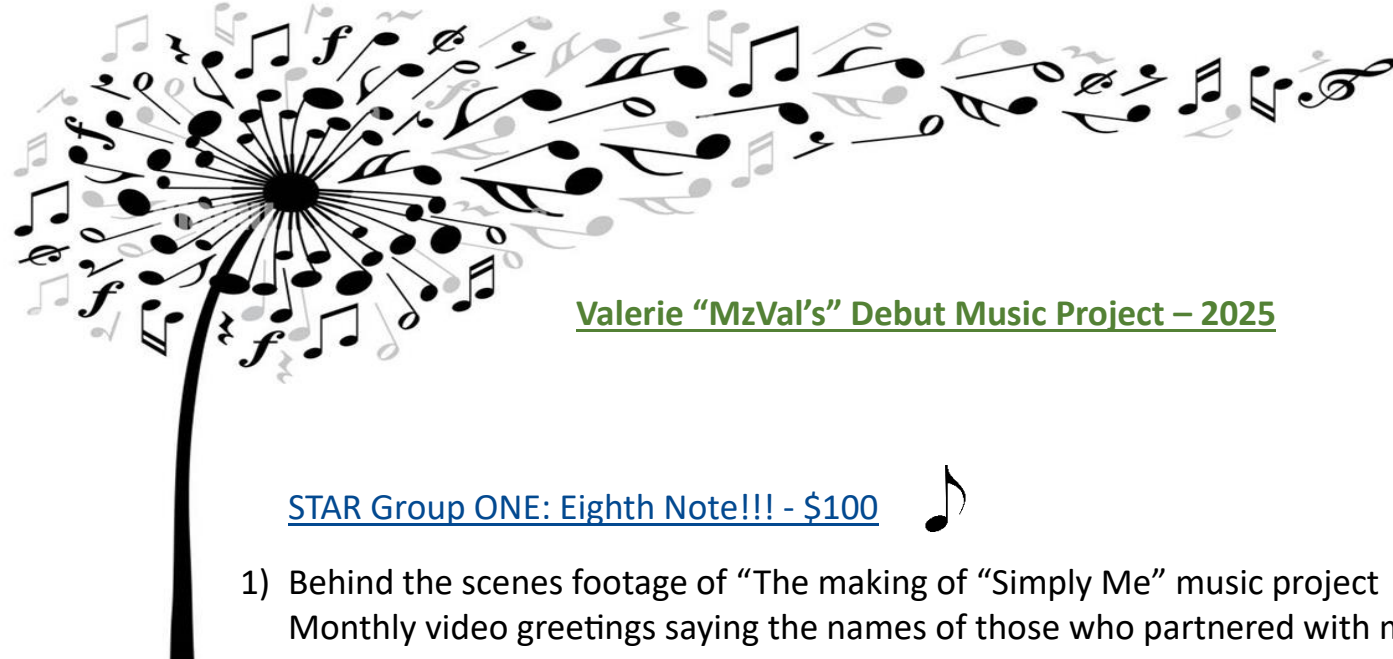 Valerie “MzVal’s” Debut Music Project – 2025
STAR Group ONE: Eighth Note!!! - $100
1) Behind the scenes footage of “The making of “Simply Me” music project
Monthly video greetings saying the names of those who partnered with